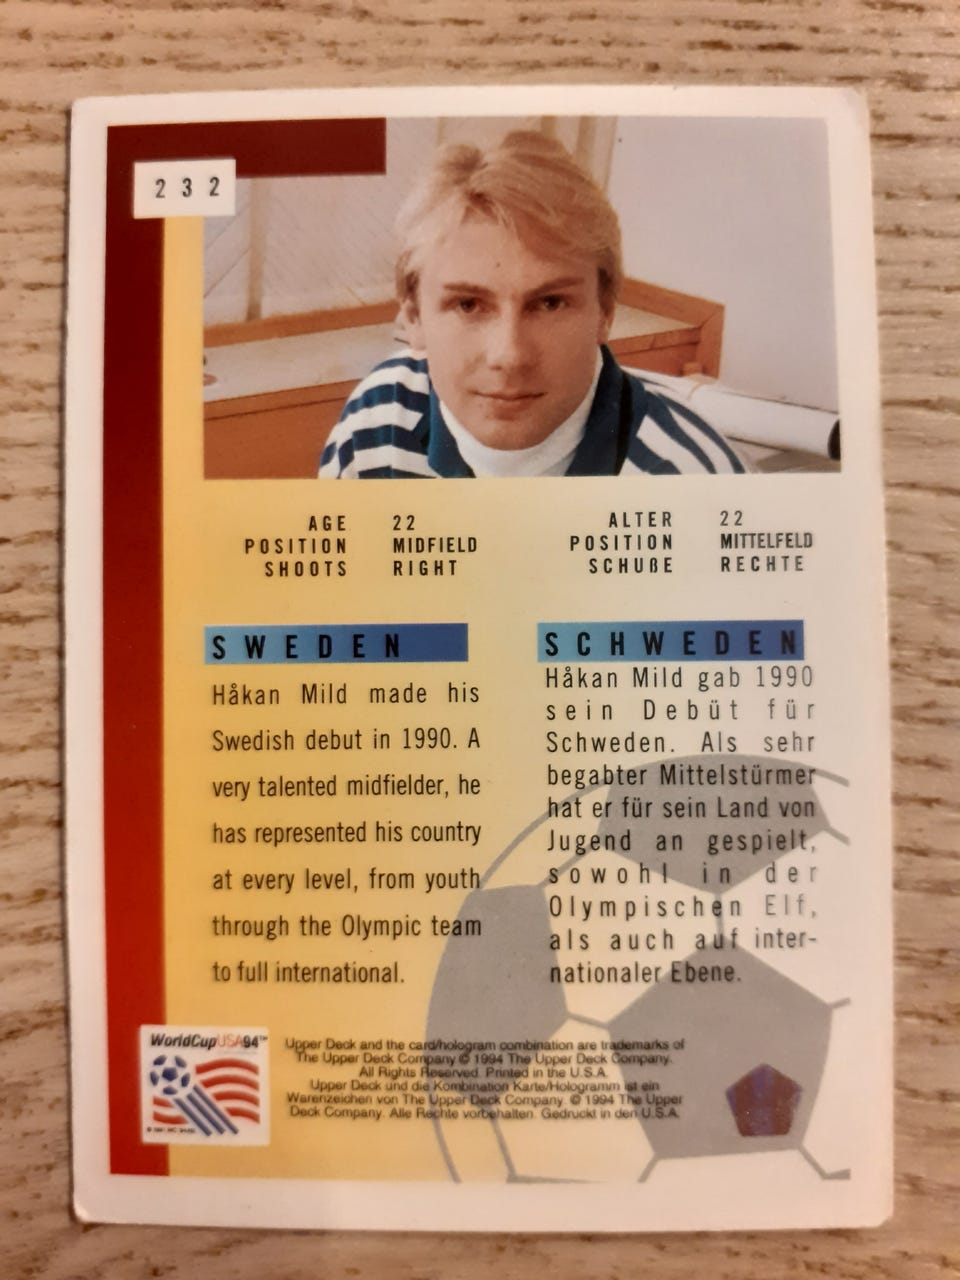 2 3 2
AGE 22
POSITION MIDFIELD
SHOOTS RIGHT
ALTER 22
POSITION MITTELFELD
SCHUßE RECHTE
SWEDEN
Håkan Mild made his
Swedish debut in 1990. A
very talented midfielder, he
has represented his country
at every level, from youth
through the Olympic team
to full international.
SCHWEDEN
Håkan Mild gab 1990
sein Debüt für
Schweden. Als sehr
begabter Mittelstürmer
hat er für sein Land von
Jugend an gespielt,
sowohl in der
Olympischen Elf,
als auch auf inter-
nationaler Ebene.
WorldCupUSA94™
Upper Deck and the card/hologram combination are trademarks of
The Upper Deck Company © 1994 The Upper Deck Company.
All Rights Reserved. Printed in the U.S.A.
Upper Deck und die Kombination Karte/Hologramm ist ein
Warenzeichen von The Upper Deck Company. © 1994 The Upper
Deck Company. Alle Rechte vorbehalten. Gedruckt in den U.S.A.